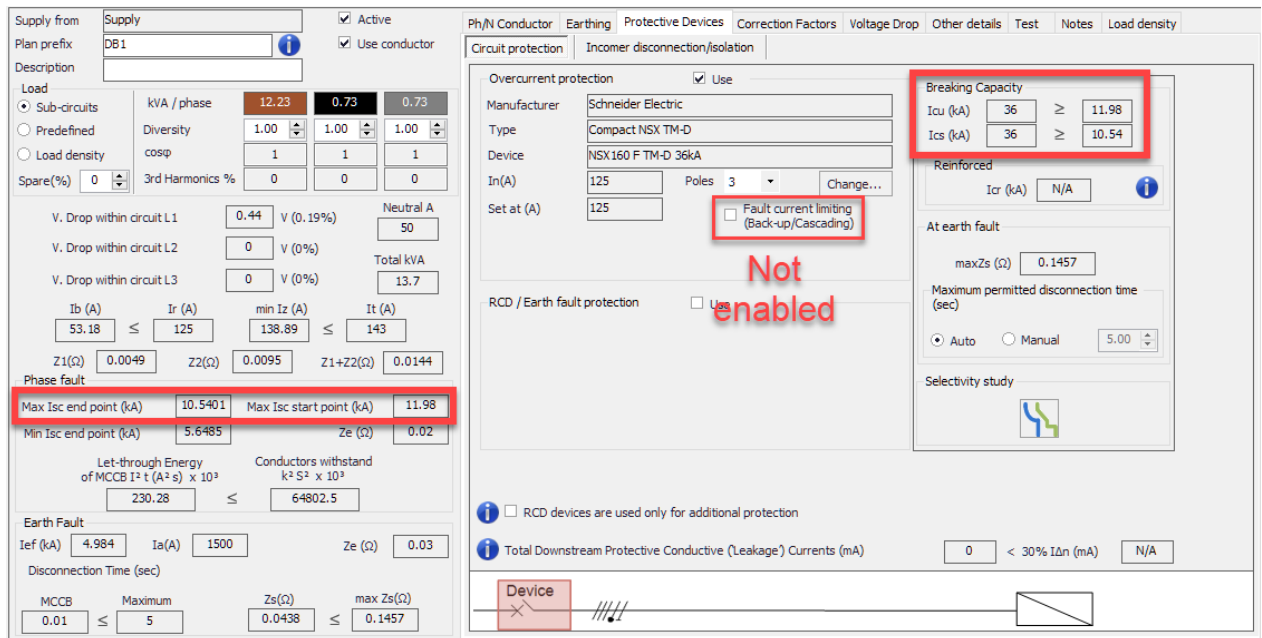 Supply from Supply Active
Plan prefix DB1 Use conductor
Description
Load
Sub-circuits kVA / phase 12.23 0.73 0.73
Predefined Diversity 1.00 1.00 1.00
Load density cosφ 1 1 1
Spare(%) 0 3rd Harmonics % 0 0 0
V. Drop within circuit L1 0.44 V (0.19%) Neutral A
50
V. Drop within circuit L2 0 V (0%)
Total kVA
V. Drop within circuit L3 0 V (0%) 13.7
Ib (A) Ir (A) min Iz (A) It (A)
53.18 ≤ 125 138.89 ≤ 143
Z1(Ω) 0.0049 Z2(Ω) 0.0095 Z1+Z2(Ω) 0.0144
Phase fault
Max Isc end point (kA) 10.5401 Max Isc start point (kA) 11.98
Min Isc end point (kA) 5.6485 Ze (Ω) 0.02
Let-through Energy Conductors withstand
of MCCB I² t (A² s) x 10³ k² S² x 10³
230.28 ≤ 64802.5
Earth Fault
Ief (kA) 4.984 Ia(A) 1500 Ze (Ω) 0.03
Disconnection Time (sec)
MCCB Maximum Zs(Ω) max Zs(Ω)
0.01 ≤ 5 0.0438 ≤ 0.1457
Ph/N Conductor Earthing Protective Devices Correction Factors Voltage Drop Other details Test Notes Load density
Circuit protection Incomer disconnection/isolation
Overcurrent protection Use
Manufacturer Schneider Electric
Type Compact NSX TM-D
Device NSX160 F TM-D 36kA
In(A) 125 Poles 3 Change...
Set at (A) 125 Fault current limiting
(Back-up/Cascading)
Not
enabled
RCD / Earth fault protection Use
Breaking Capacity
Icu (kA) 36 ≥ 11.98
Ics (kA) 36 ≥ 10.54
Reinforced
Icr (kA) N/A
At earth fault
maxZs (Ω) 0.1457
Maximum permitted disconnection time
(sec)
Auto Manual 5.00
Selectivity study
RCD devices are used only for additional protection
Total Downstream Protective Conductive ('Leakage') Currents (mA) 0 < 30% IΔn (mA) N/A
Device